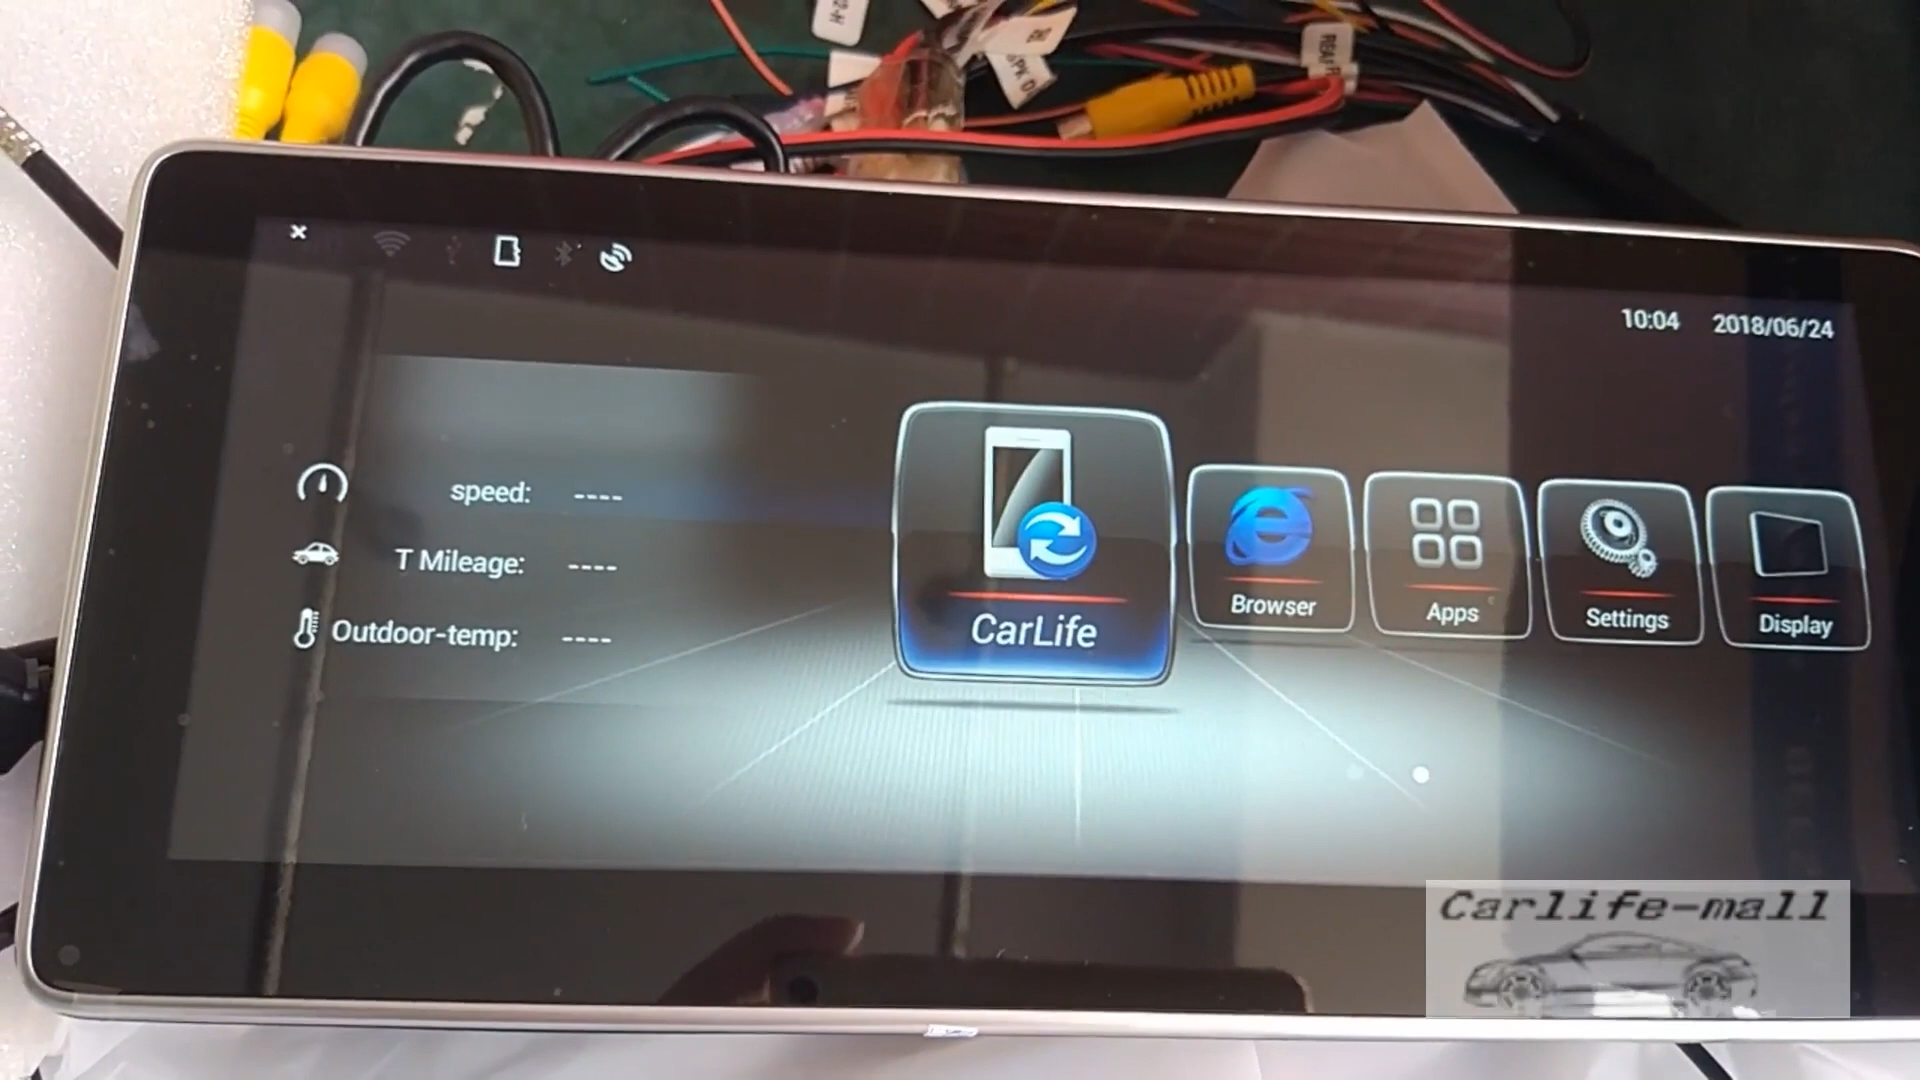 10:04 2018/06/24
speed: ----
T Mileage: ----
Outdoor-temp: ----
CarLife
Browser
Apps
Settings
Display
Carlife-mall